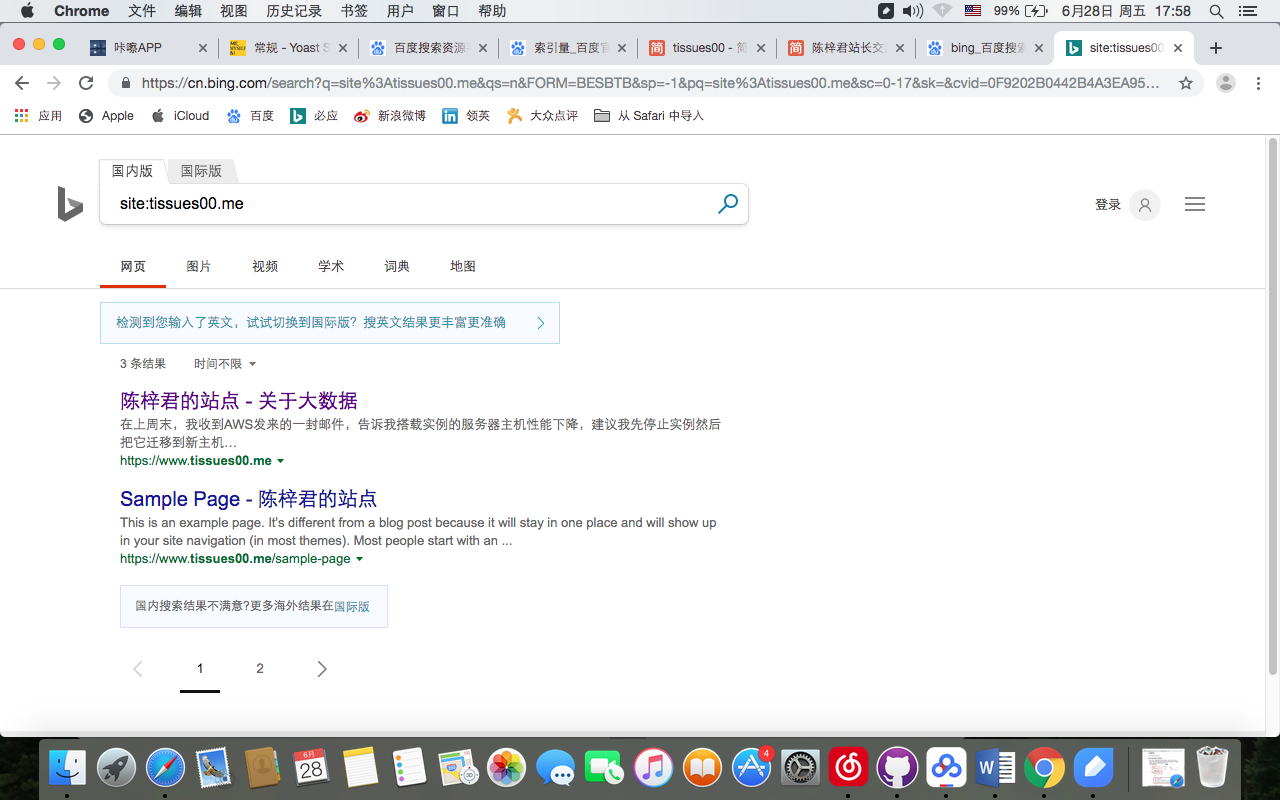 Chrome 文件 编辑 视图 历史记录 书签 用户 窗口 帮助 99% 6月28日 周五 17:58
咔嚓APP 常规 - Yoast S 百度搜索资源 索引量_百度 tissues00 - 简 陈梓君站长交 bing_百度搜 site:tissues00
https://cn.bing.com/search?q=site%3Atissues00.me&qs=n&FORM=BESBTB&sp=-1&pq=site%3Atissues00.me&sc=0-17&sk=&cvid=0F9202B0442B4A3EA95…
应用 Apple iCloud 百度 必应 新浪微博 领英 大众点评 从 Safari 中导入
国内版 国际版
site:tissues00.me
登录
网页 图片 视频 学术 词典 地图
检测到您输入了英文，试试切换到国际版？搜英文结果更丰富更准确
3 条结果 时间不限
陈梓君的站点 - 关于大数据
在上周末，我收到AWS发来的一封邮件，告诉我搭载实例的服务器主机性能下降，建议我先停止实例然后
把它迁移到新主机…
https://www.tissues00.me
Sample Page - 陈梓君的站点
This is an example page. It's different from a blog post because it will stay in one place and will show up
in your site navigation (in most themes). Most people start with an ...
https://www.tissues00.me/sample-page
国内搜索结果不满意?更多海外结果在国际版
1 2
6月
28
4